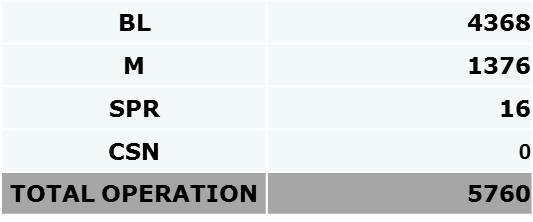 BL 4368
M 1376
SPR 16
CSN 0
TOTAL OPERATION 5760